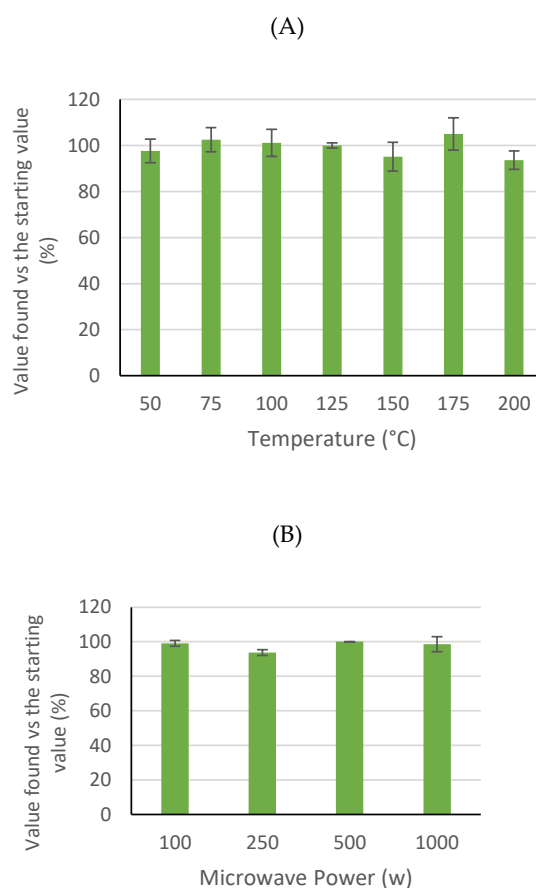 (A)
Value found vs the starting value
(%)
120
100
80
60
40
20
0
50 75 100 125 150 175 200
Temperature (°C)
(B)
Value found vs the starting
value (%)
120
100
80
60
40
20
0
100 250 500 1000
Microwave Power (w)